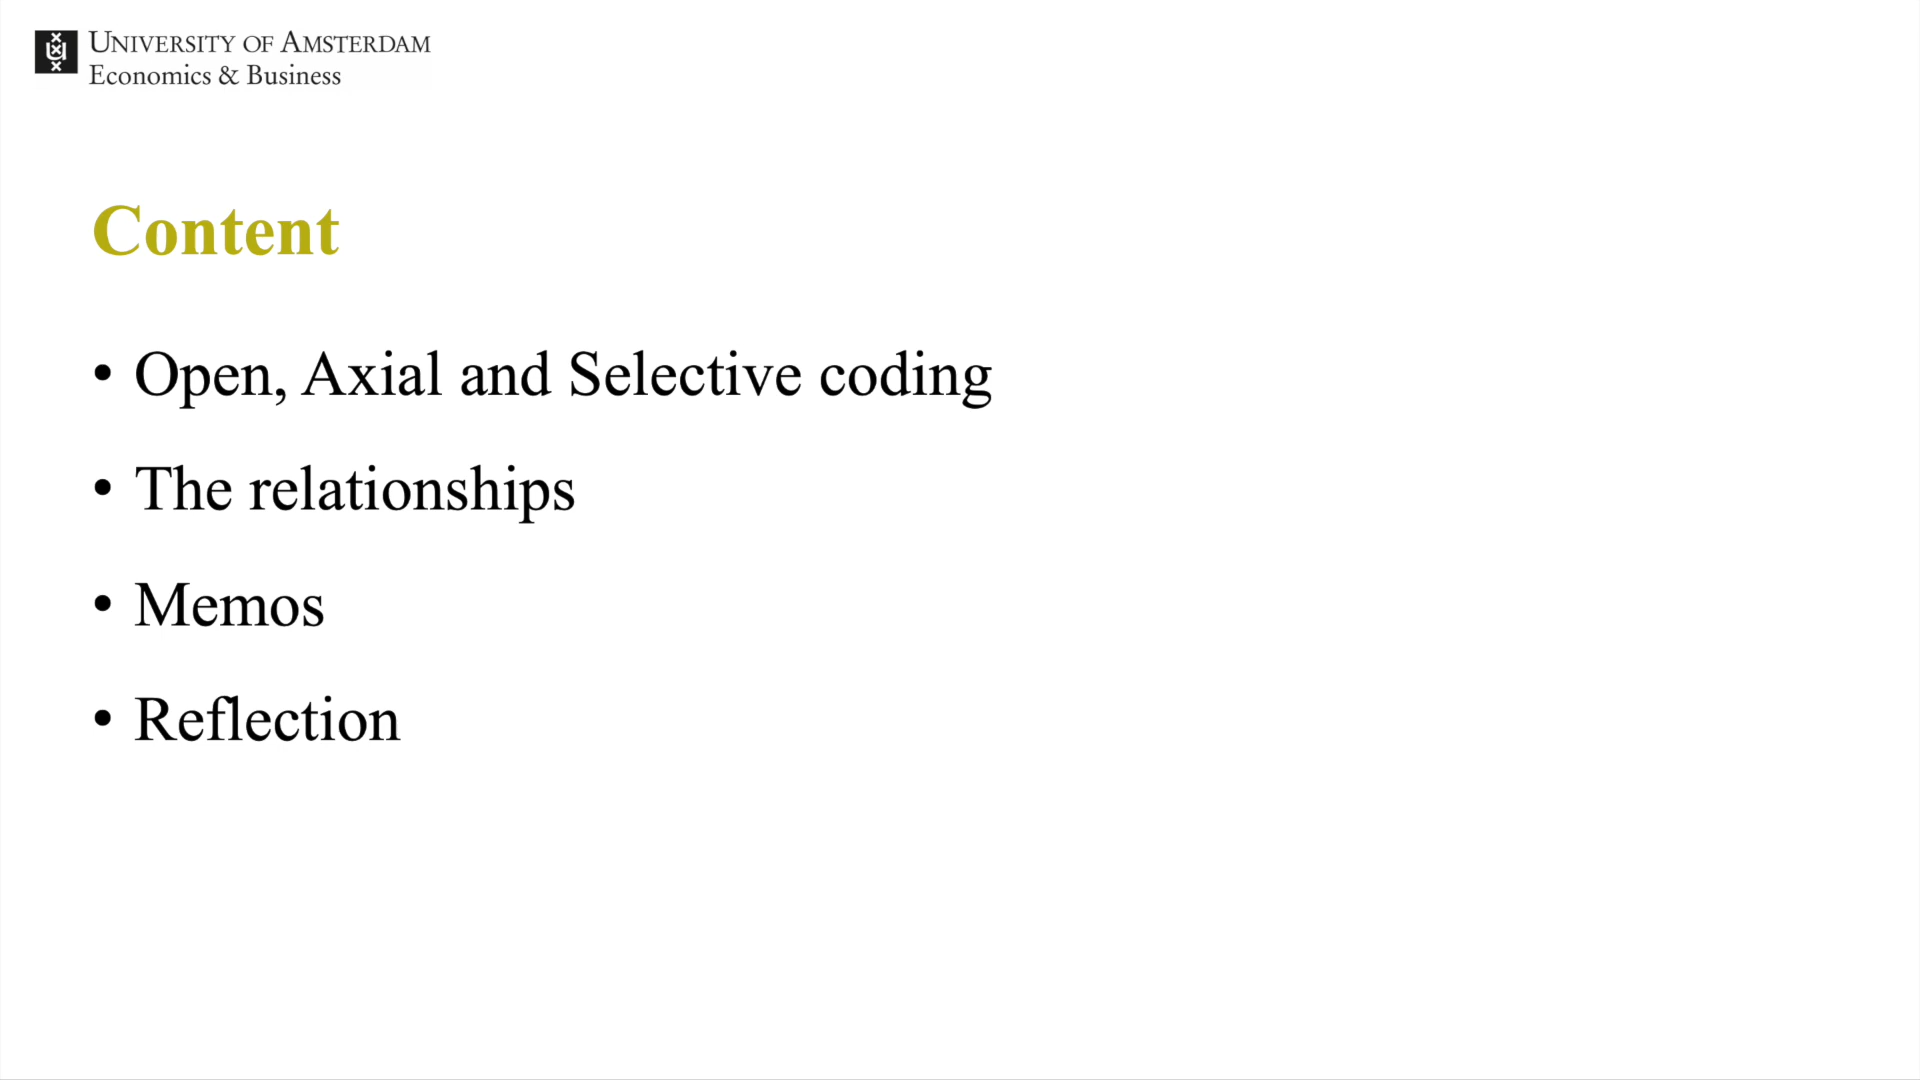 UNIVERSITY OF AMSTERDAM
Economics & Business
Content
• Open, Axial and Selective coding
• The relationships
• Memos
• Reflection